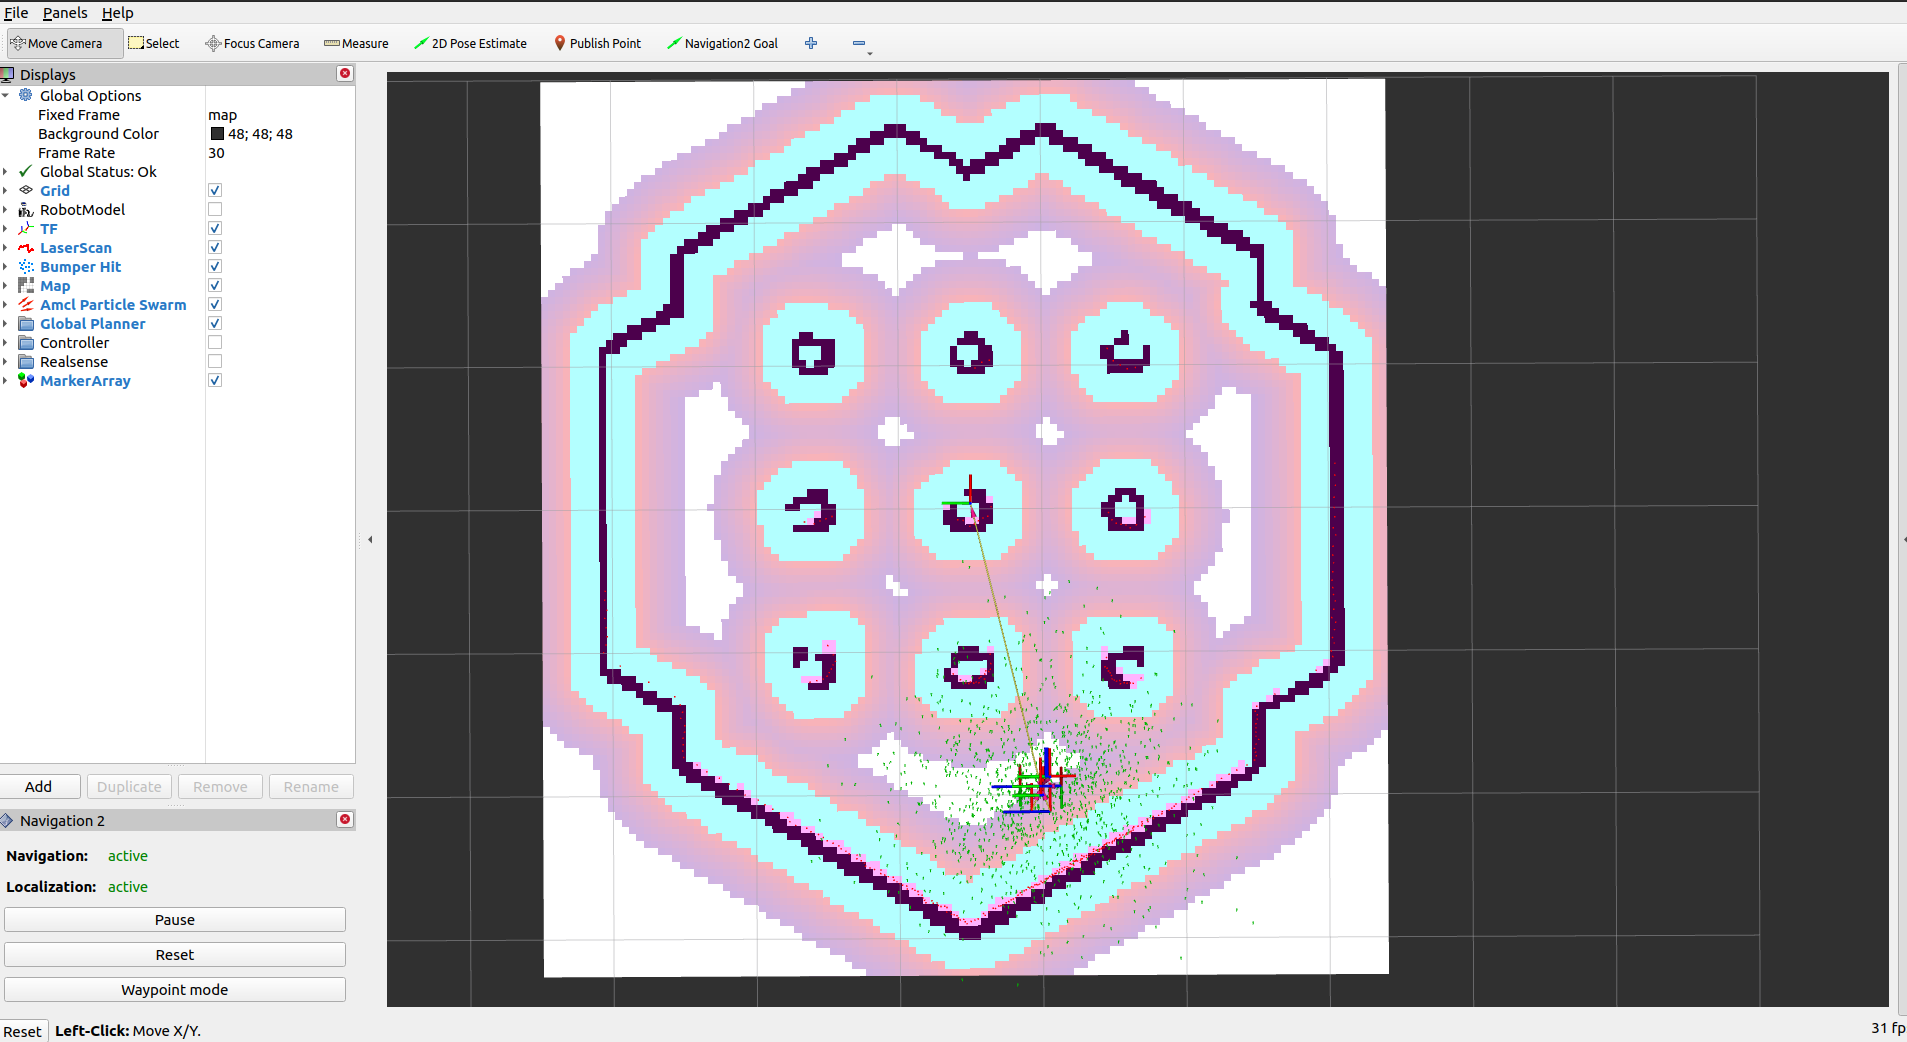 File Panels Help
Move Camera Select Focus Camera Measure 2D Pose Estimate Publish Point Navigation2 Goal
Displays
Global Options
Fixed Frame map
Background Color 48; 48; 48
Frame Rate 30
Global Status: Ok
Grid
RobotModel
TF
LaserScan
Bumper Hit
Map
Amcl Particle Swarm
Global Planner
Controller
Realsense
MarkerArray
Add Duplicate Remove Rename
Navigation 2
Navigation: active
Localization: active
Pause
Reset
Waypoint mode
Reset Left-Click: Move X/Y. 31 fp